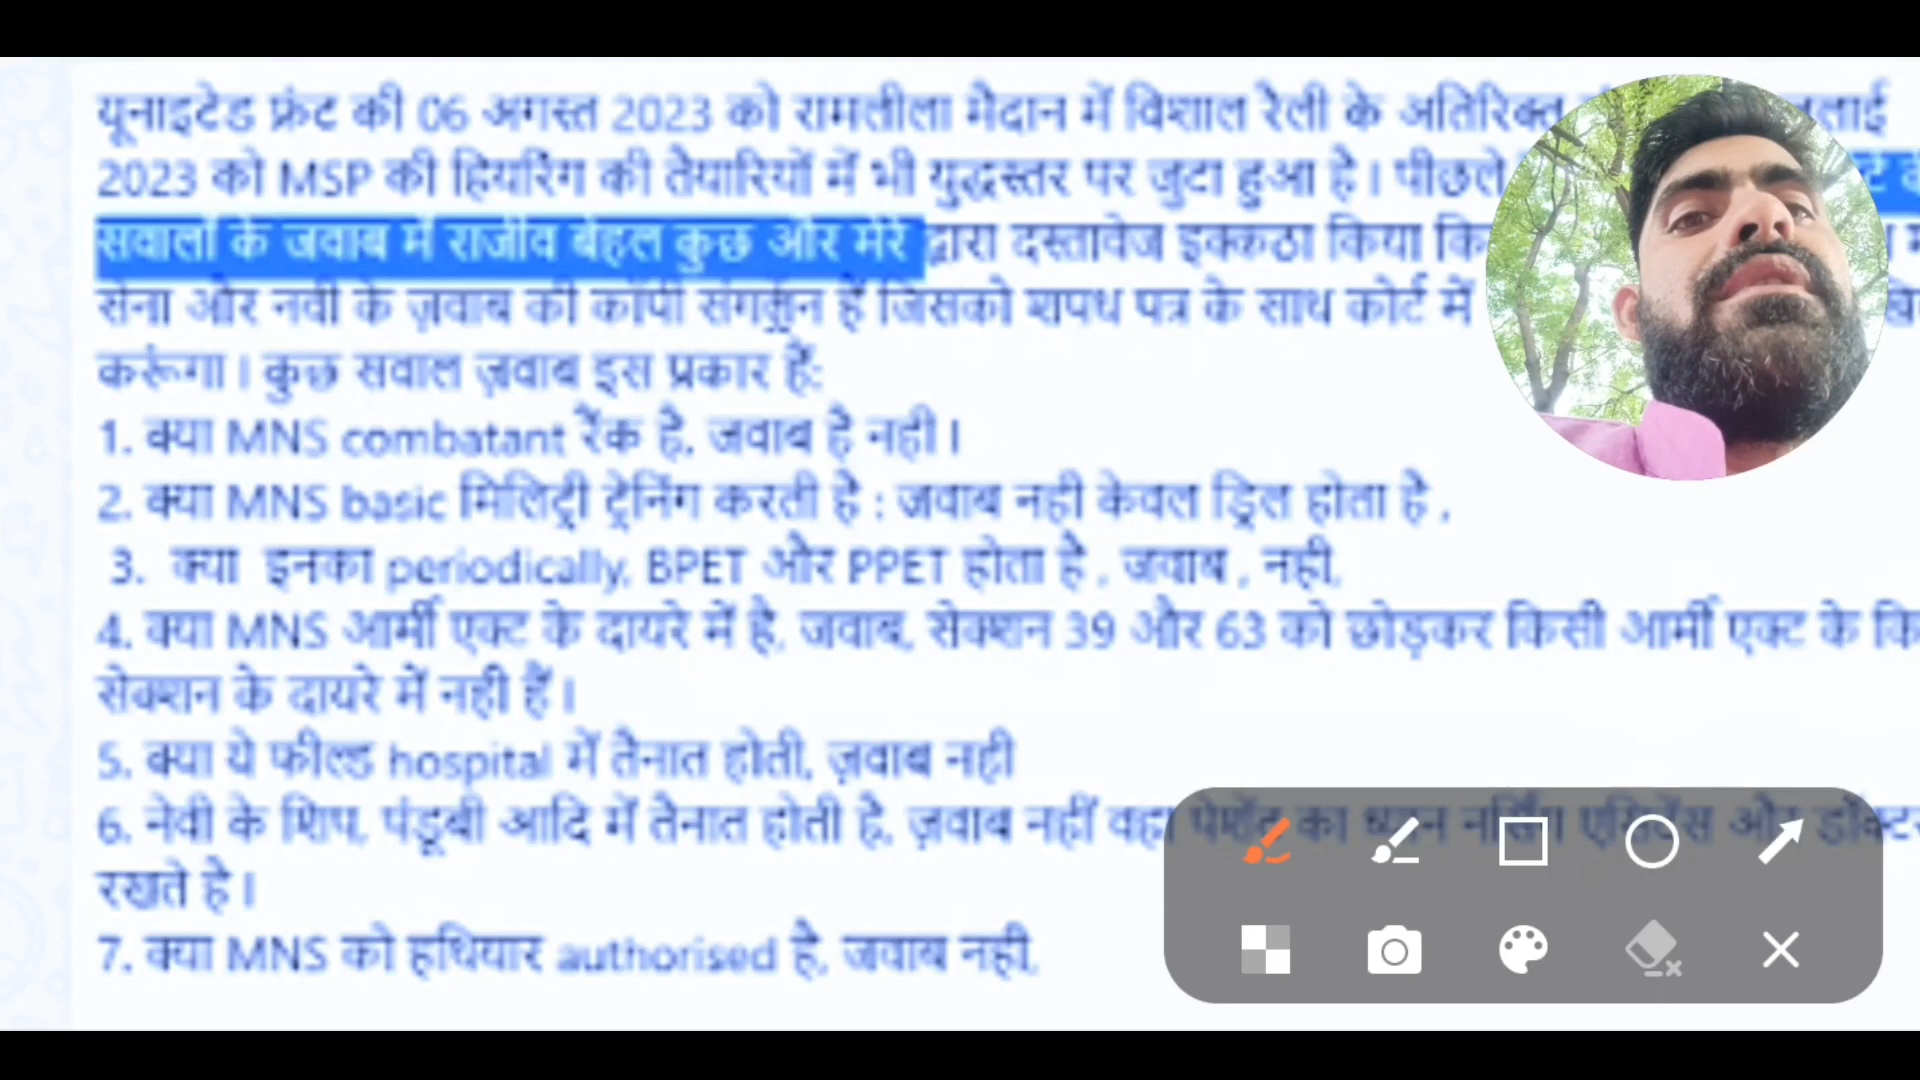 यूनाइटेड फ्रंट की 06 अगस्त 2023 को रामलीला मैदान में विशाल रैली के अतिरिक्त
2023 को MSP की हियरिंग की तैयारियों में भी युद्धस्तर पर जुटा हुआ है । पीछले
सवालों के जवाब में राजीव बेहल कुछ और मेरे द्वारा दस्तावेज इक्कठा किया
सेना और नवी के ज़वाब की कॉपी संगलुन हैं जिसको शपध पत्र के साथ कोर्ट में
करूंगा । कुछ सवाल ज़वाब इस प्रकार हैं:
1. क्या MNS combatant रैंक है, जवाब है नही ।
2. क्या MNS basic मिलिट्री ट्रेनिंग करती है : जवाब नही केवल ड्रिल होता है .
3. क्या इनका periodically, BPET और PPET होता है , जवाब , नही,
4. क्या MNS आर्मी एक्ट के दायरे में है, जवाब, सेक्शन 39 और 63 को छोड़कर किसी आर्मी एक्ट के
सेक्शन के दायरे में नही हैं ।
5. क्या ये फील्ड hospital में तैनात होती, ज़वाब नही
6. नेवी के शिप, पंडूबी आदि में तैनात होती है, ज़वाब नहीं वहा पेशेंट का ध्यान नर्सिंग और
रखते है ।
7. क्या MNS को हथियार authorised है, जवाब नही,